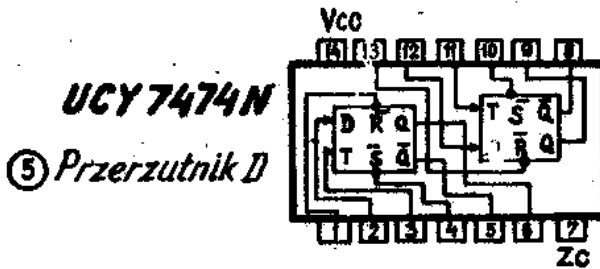 Vcc
14 13 12 11 10 9 8
UCY 7474N
T S̄ Q̄
R̄ Q
D R̄ Q
⑤ Przerzutnik D
T S̄ Q̄
1 2 3 4 5 6 7
Zc